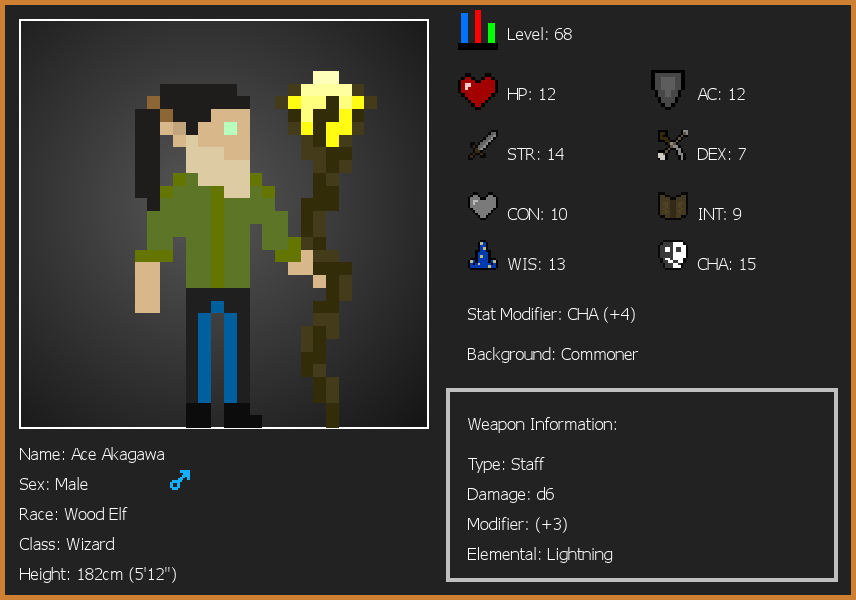 Level: 68
HP: 12
AC: 12
STR: 14
DEX: 7
CON: 10
INT: 9
WIS: 13
CHA: 15
Stat Modifier: CHA (+4)
Background: Commoner
Weapon Information:
Type: Staff
Damage: d6
Modifier: (+3)
Elemental: Lightning
Name: Ace Akagawa
Sex: Male
Race: Wood Elf
Class: Wizard
Height: 182cm (5'12")